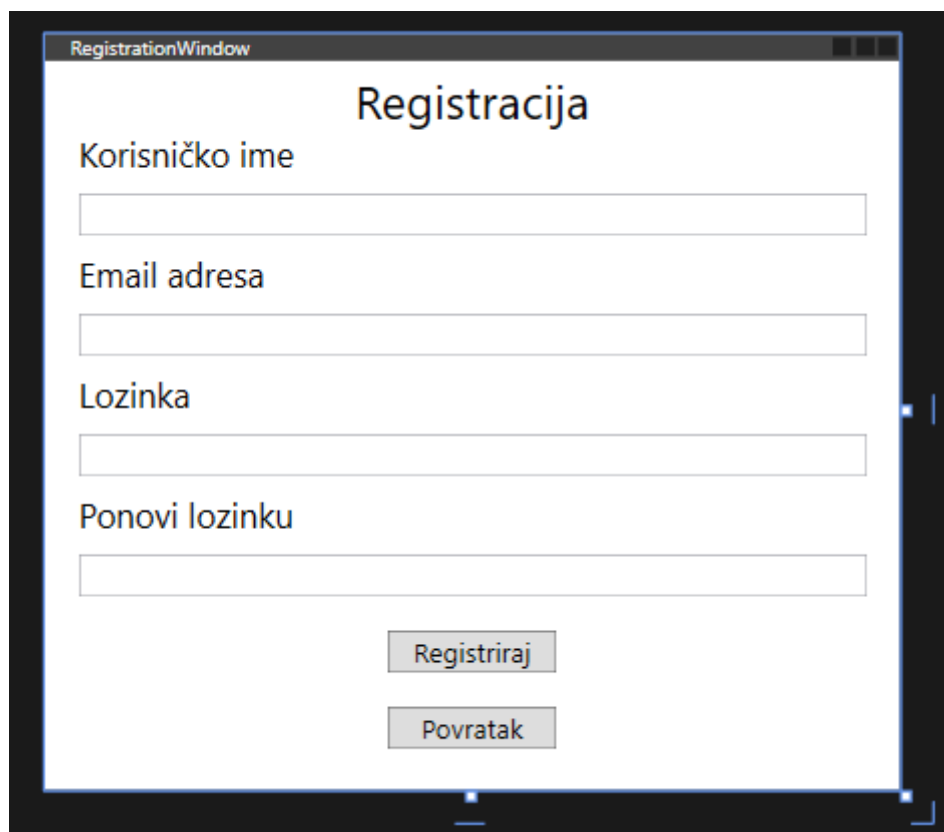 RegistrationWindow
Registracija
Korisničko ime
Email adresa
Lozinka
Ponovi lozinku
Registriraj
Povratak